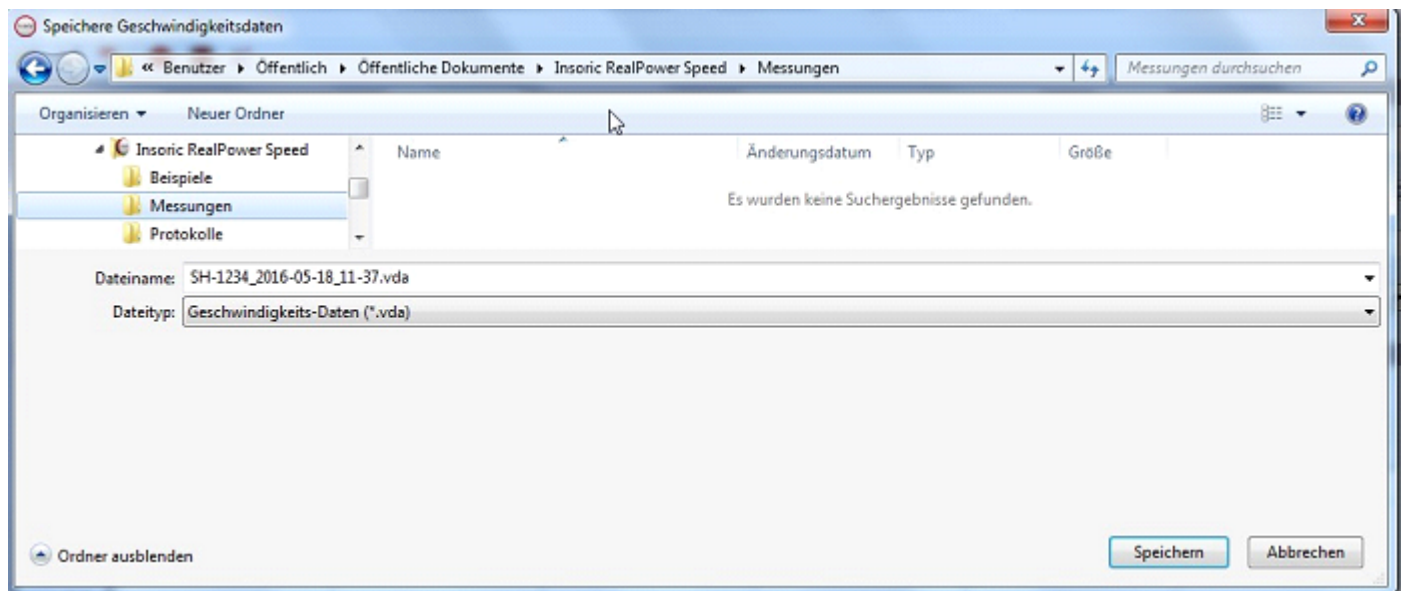 Speichere Geschwindigkeitsdaten
« Benutzer ▸ Öffentlich ▸ Öffentliche Dokumente ▸ Insoric RealPower Speed ▸ Messungen
Messungen durchsuchen
Organisieren Neuer Ordner
Insoric RealPower Speed
Beispiele
Messungen
Protokolle
Name Änderungsdatum Typ Größe
Es wurden keine Suchergebnisse gefunden.
Dateiname: SH-1234_2016-05-18_11-37.vda
Dateityp: Geschwindigkeits-Daten (*.vda)
Ordner ausblenden
Speichern Abbrechen